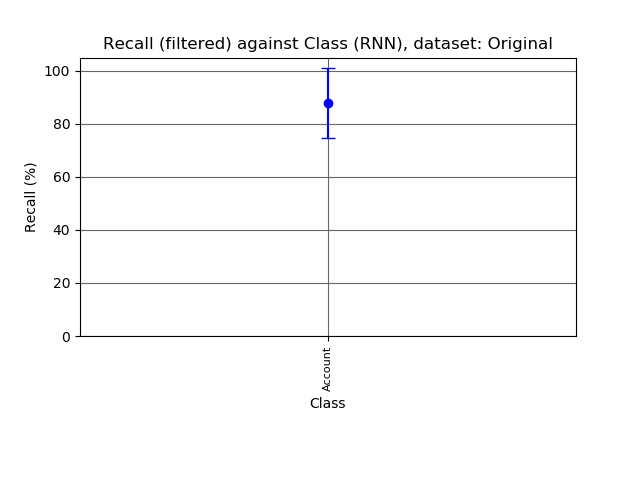 Recall (filtered) against Class (RNN), dataset: Original
100
80
60
40
20
0
Recall (%)
Account
Class